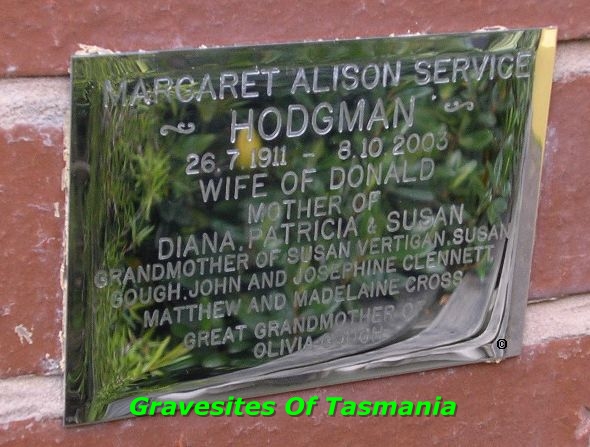 MARGARET ALISON SERVICE
HODGMAN
26.7.1911 - 8.10.2003
WIFE OF DONALD
MOTHER OF
DIANA, PATRICIA & SUSAN
GRANDMOTHER OF SUSAN VERTIGAN, SUSAN
GOUGH, JOHN AND JOSEPHINE CLENNETT,
MATTHEW AND MADELAINE CROSS
GREAT GRANDMOTHER OF
OLIVIA GOUGH
©
Gravesites Of Tasmania